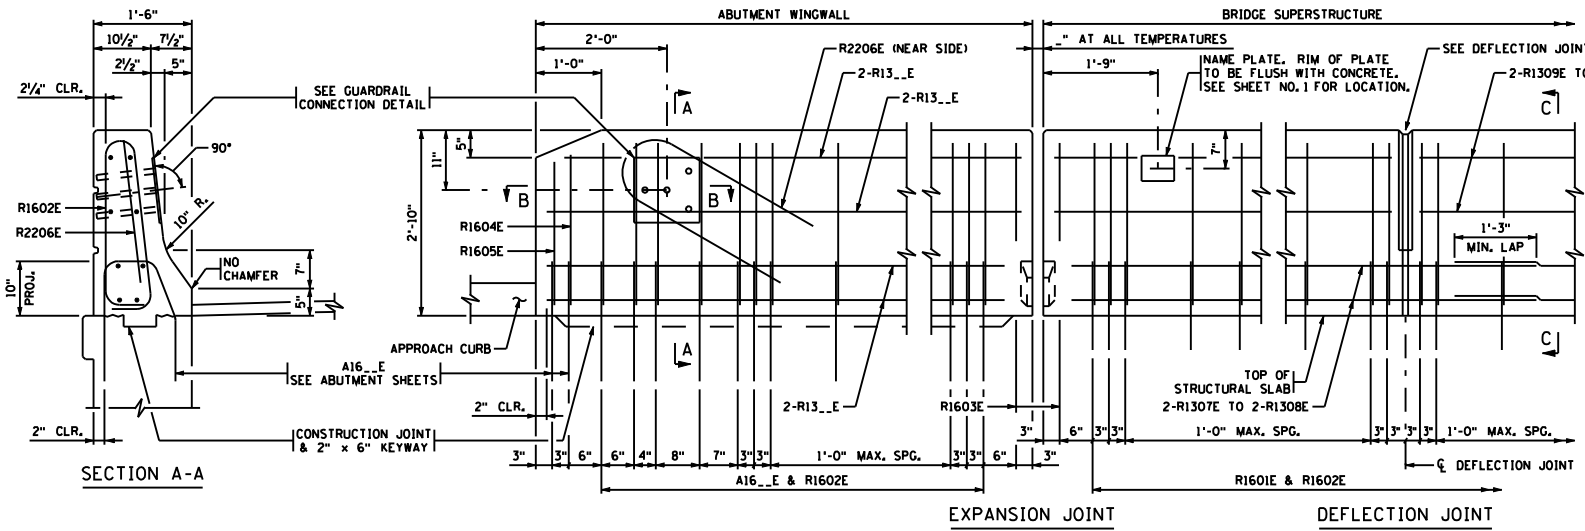 1'-6"
10½" 7½"
2½" 5"
2¼" CLR.
90°
R1602E
R2206E
10" R.
NO
CHAMFER
10"
PROJ.
7"
5"
2" CLR.
SECTION A-A
SEE GUARDRAIL
CONNECTION DETAIL
A16__E
SEE ABUTMENT SHEETS
CONSTRUCTION JOINT
& 2" x 6" KEYWAY
APPROACH CURB
2" CLR.
ABUTMENT WINGWALL
2'-0"
1'-0"
R2206E (NEAR SIDE)
2-R13__E
2-R13__E
A
11"
5"
B B
2'-10"
R1604E
R1605E
A
2-R13__E
R1603E
3" 3" 6" 6" 4" 8" 7" 3" 3" 1'-0" MAX. SPG. 3" 3" 6" 3" 3"
A16__E & R1602E
EXPANSION JOINT
BRIDGE SUPERSTRUCTURE
_" AT ALL TEMPERATURES
1'-9"
NAME PLATE. RIM OF PLATE
TO BE FLUSH WITH CONCRETE.
SEE SHEET NO. 1 FOR LOCATION.
7"
SEE DEFLECTION JOINT
2-R1309E TO
C
1'-3"
MIN. LAP
C
TOP OF
STRUCTURAL SLAB
2-R1307E TO 2-R1308E
6" 3" 3" 1'-0" MAX. SPG. 3" 3" 3" 3" 1'-0" MAX. SPG.
℄ DEFLECTION JOINT
R1601E & R1602E
DEFLECTION JOINT